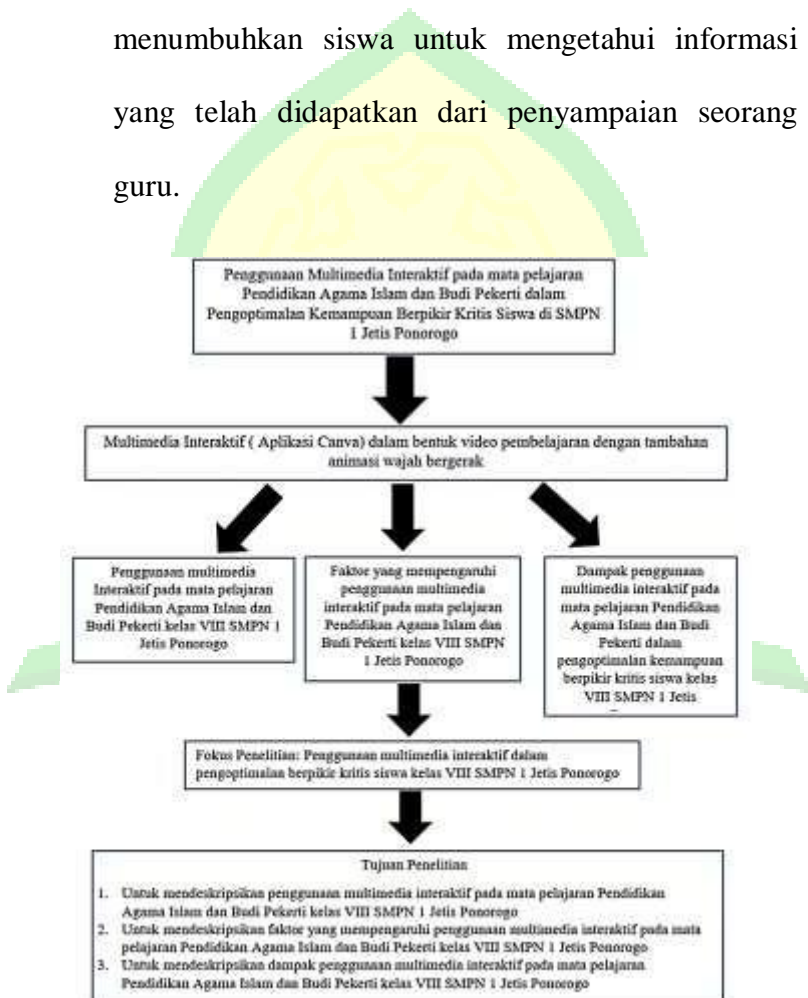 menumbuhkan siswa untuk mengetahui informasi
yang telah didapatkan dari penyampaian seorang
guru.
Penggunaan Multimedia Interaktif pada mata pelajaran
Pendidikan Agama Islam dan Budi Pekerti dalam
Pengoptimalan Kemampuan Berpikir Kritis Siswa di SMPN
1 Jetis Ponorogo
Multimedia Interaktif ( Aplikasi Canva) dalam bentuk video pembelajaran dengan tambahan
animasi wajah bergerak
Penggunaan multimedia
Interaktif pada mata pelajaran
Pendidikan Agama Islam dan
Budi Pekerti kelas VIII SMPN 1
Jetis Ponorogo
Faktor yang mempengaruhi
penggunaan multimedia
interaktif pada mata pelajaran
Pendidikan Agama Islam dan
Budi Pekerti kelas VIII SMPN
1 Jetis Ponorogo
Dampak penggunaan
multimedia interaktif pada
mata pelajaran Pendidikan
Agama Islam dan Budi
Pekerti dalam
pengoptimalan kemampuan
berpikir kritis siswa kelas
VIII SMPN 1 Jetis
Fokus Penelitian: Penggunaan multimedia interaktif dalam
pengoptimalan berpikir kritis siswa kelas VIII SMPN 1 Jetis Ponorogo
Tujuan Penelitian
1. Untuk mendeskripsikan penggunaan multimedia interaktif pada mata pelajaran Pendidikan
Agama Islam dan Budi Pekerti kelas VIII SMPN 1 Jetis Ponorogo
2. Untuk mendeskripsikan faktor yang mempengaruhi penggunaan multimedia interaktif pada mata
pelajaran Pendidikan Agama Islam dan Budi Pekerti kelas VIII SMPN 1 Jetis Ponorogo
3. Untuk mendeskripsikan dampak penggunaan multimedia interaktif pada mata pelajaran
Pendidikan Agama Islam dan Budi Pekerti kelas VIII SMPN 1 Jetis Ponorogo